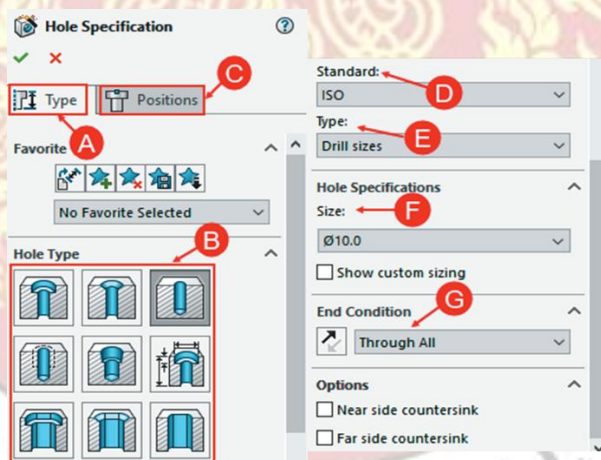 Hole Specification
Type
Positions
C
A
Favorite
No Favorite Selected
B
Hole Type
Standard:
D
ISO
Type:
E
Drill sizes
Hole Specifications
Size:
F
Ø10.0
Show custom sizing
G
End Condition
Through All
Options
Near side countersink
Far side countersink